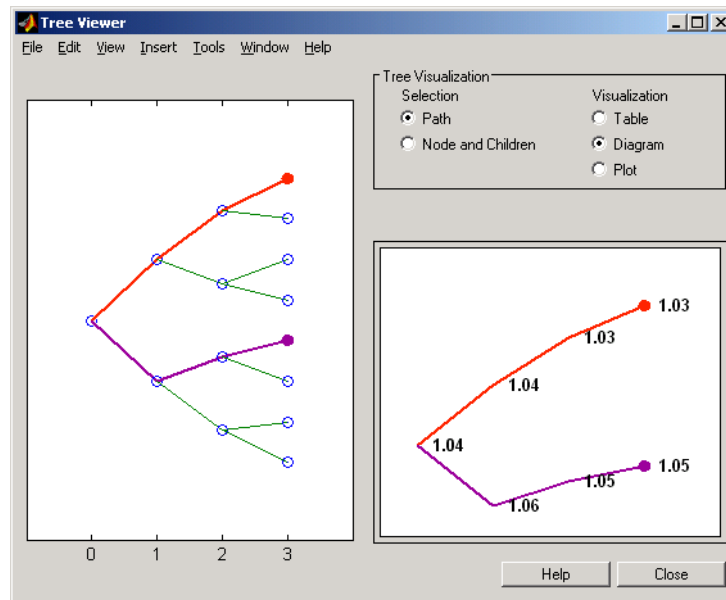 Tree Viewer
File Edit View Insert Tools Window Help
Tree Visualization
Selection
Visualization
Path
Table
Node and Children
Diagram
Plot
1.03
1.03
1.04
1.04
1.05
1.05
1.06
0 1 2 3
Help
Close